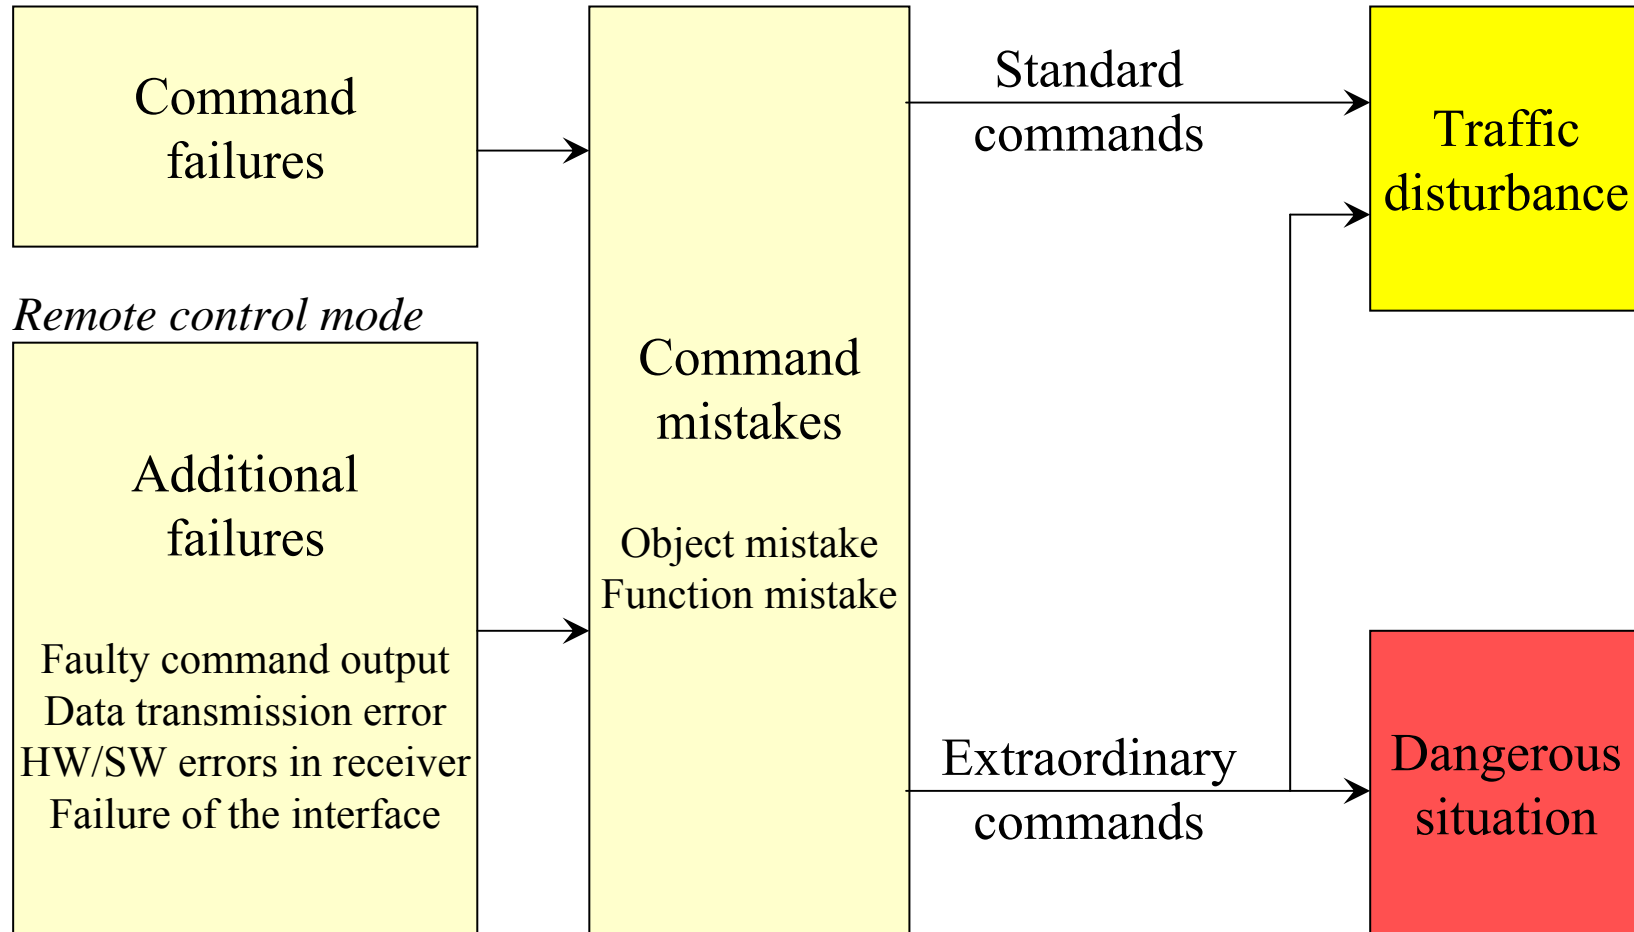 Command
failures
Remote control mode
Additional
failures
Faulty command output
Data transmission error
HW/SW errors in receiver
Failure of the interface
Command
mistakes
Object mistake
Function mistake
Standard
commands
Extraordinary
commands
Traffic
disturbance
Dangerous
situation